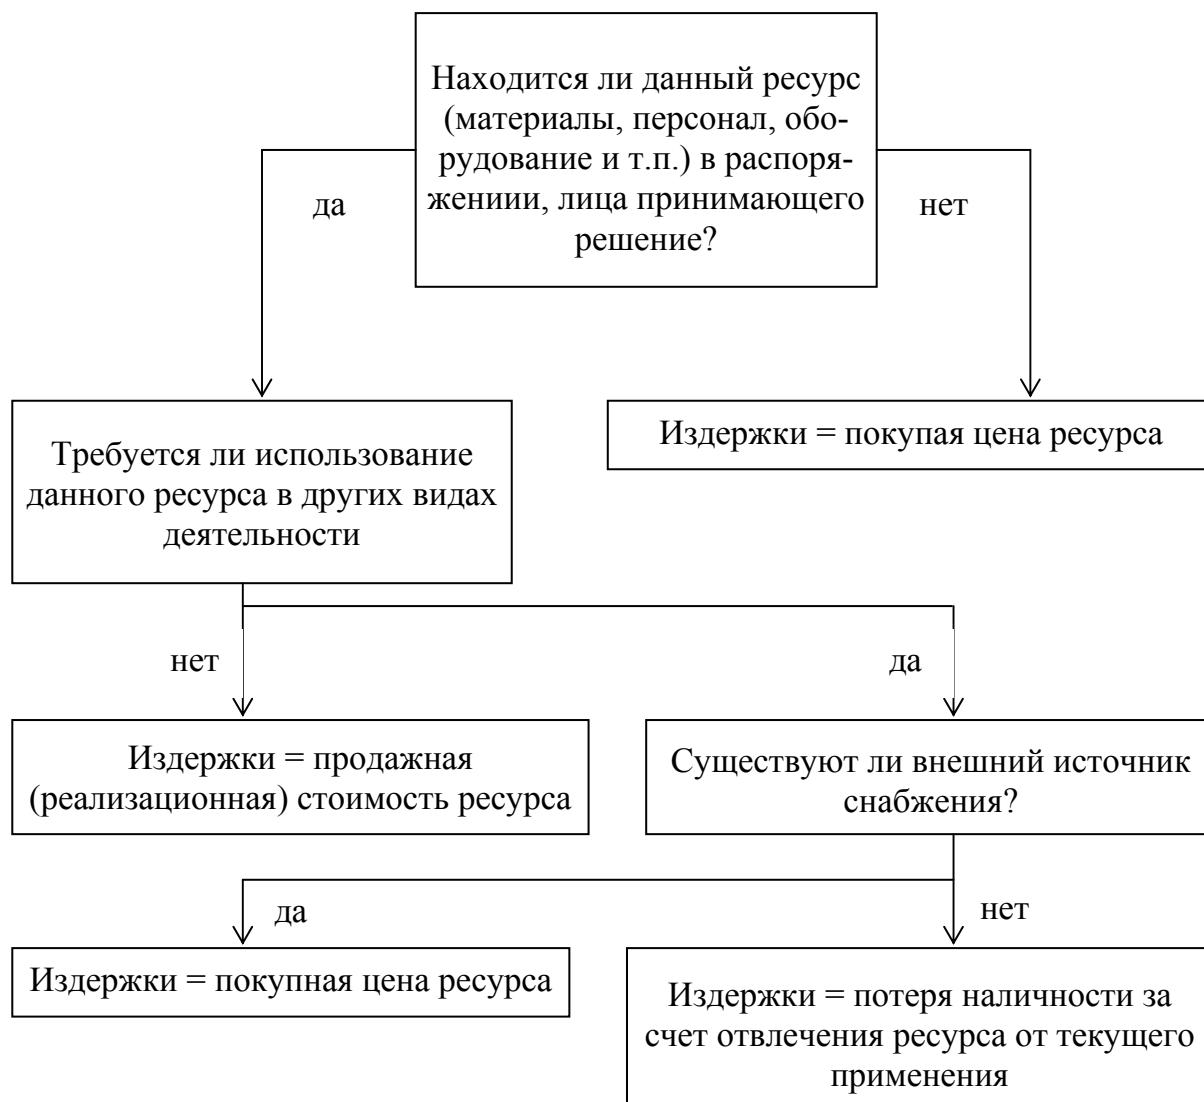 Находится ли данный ресурс
(материалы, персонал, обо-
рудование и т.п.) в распоря-
жениии, лица принимающего
решение?
да
нет
Издержки = покупая цена ресурса
Требуется ли использование
данного ресурса в других видах
деятельности
нет
да
Издержки = продажная
(реализационная) стоимость ресурса
Существуют ли внешний источник
снабжения?
да
нет
Издержки = покупная цена ресурса
Издержки = потеря наличности за
счет отвлечения ресурса от текущего
применения